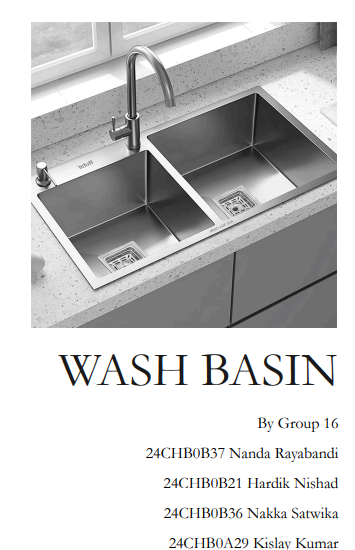 WASH BASIN
By Group 16
24CHB0B37 Nanda Rayabandi
24CHB0B21 Hardik Nishad
24CHB0B36 Nakka Satwika
24CHB0A29 Kislay Kumar